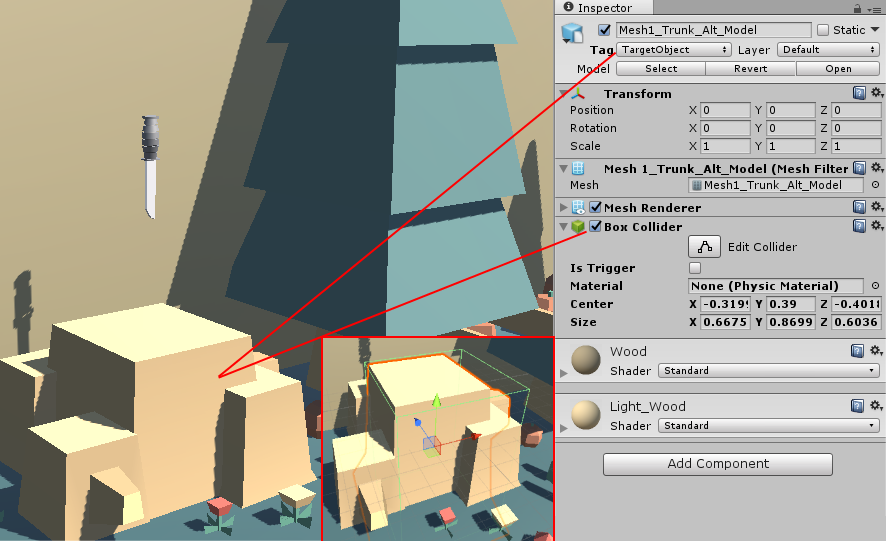 Inspector
Mesh1_Trunk_Alt_Model Static
Tag TargetObject Layer Default
Model Select Revert Open
Transform
Position X 0 Y 0 Z 0
Rotation X 0 Y 0 Z 0
Scale X 1 Y 1 Z 1
Mesh 1_Trunk_Alt_Model (Mesh Filter
Mesh Mesh1_Trunk_Alt_Model
Mesh Renderer
Box Collider
Edit Collider
Is Trigger
Material None (Physic Material)
Center X -0.319 Y 0.39 Z -0.401
Size X 0.6675 Y 0.8699 Z 0.6036
Wood
Shader Standard
Light_Wood
Shader Standard
Add Component